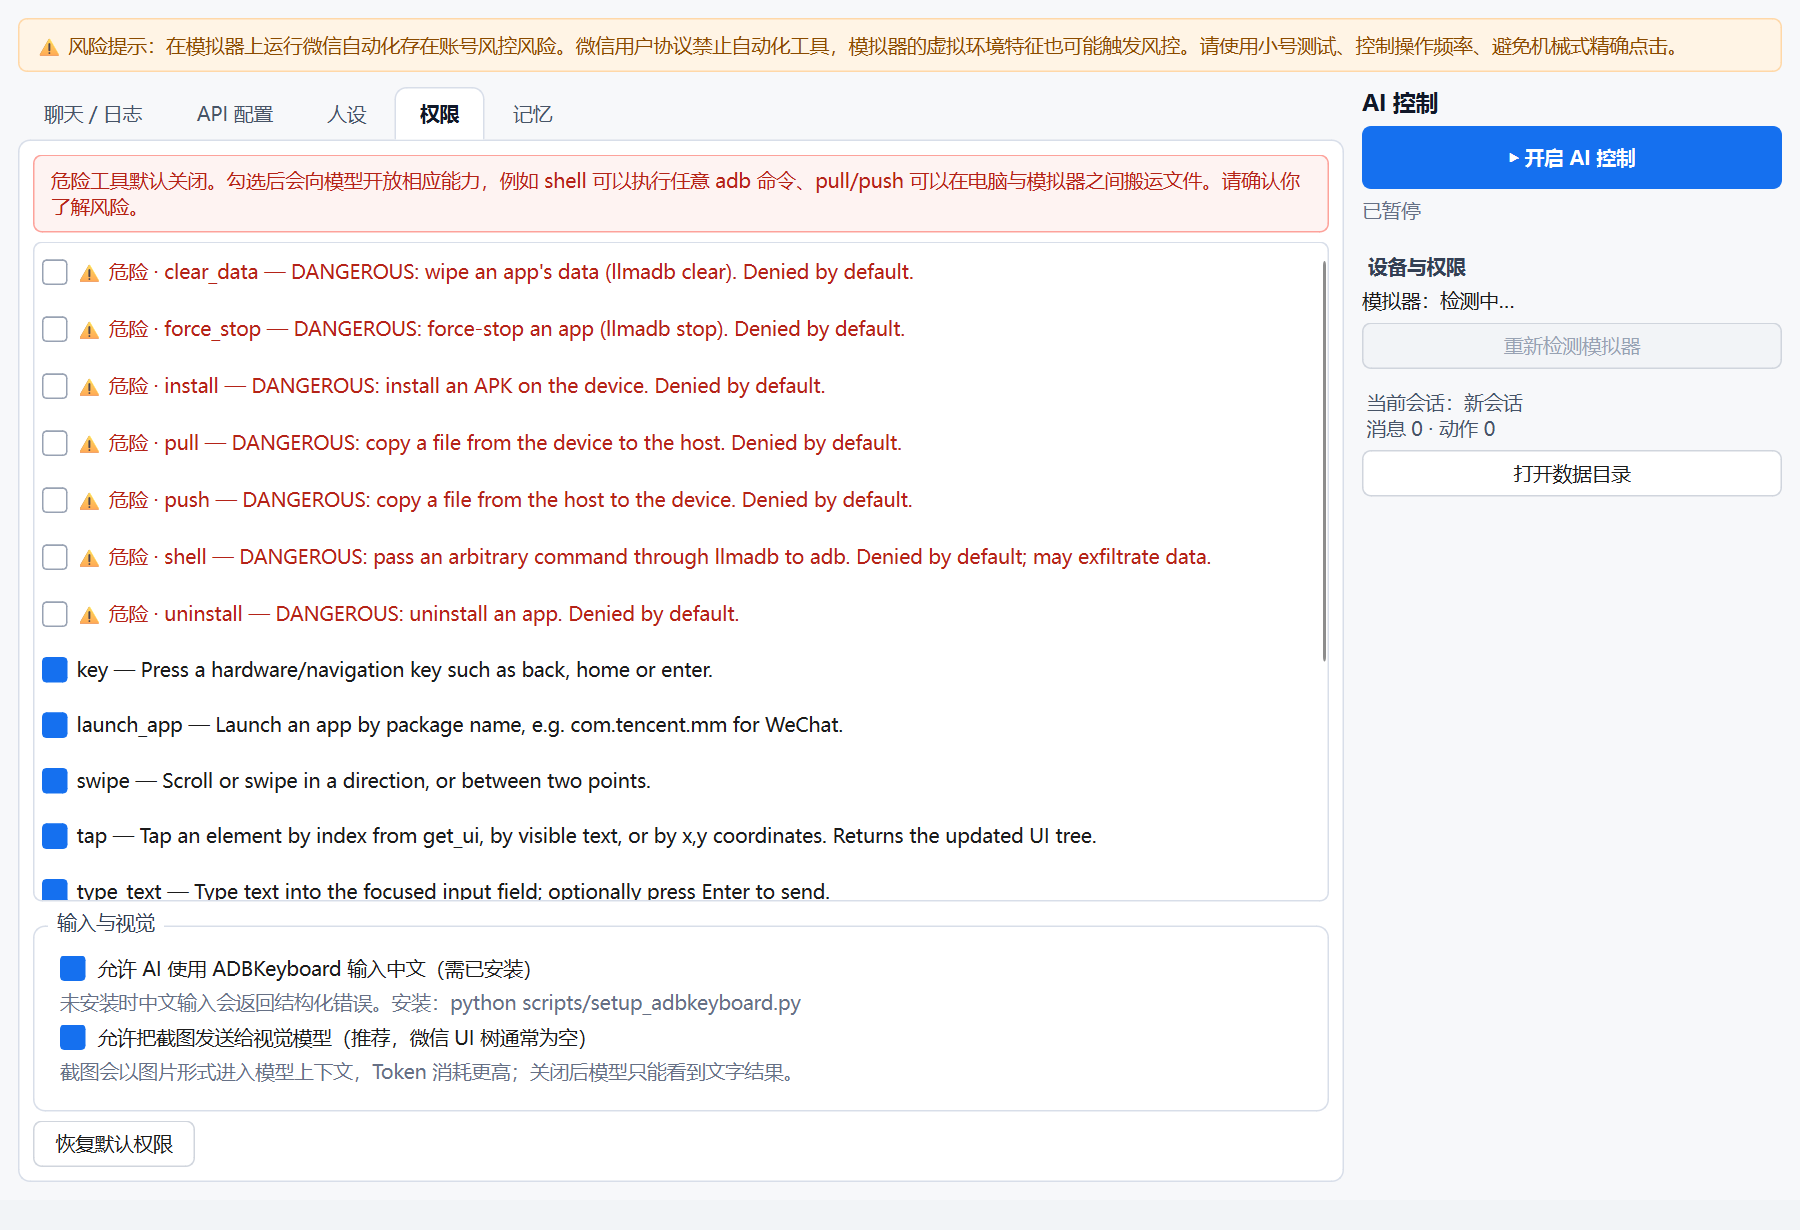 ⚠ 风险提示：在模拟器上运行微信自动化存在账号风控风险。微信用户协议禁止自动化工具，模拟器的虚拟环境特征也可能触发风控。请使用小号测试、控制操作频率、避免机械式精确点击。
聊天 / 日志 API 配置 人设 权限 记忆
危险工具默认关闭。勾选后会向模型开放相应能力，例如 shell 可以执行任意 adb 命令、pull/push 可以在电脑与模拟器之间搬运文件。请确认你
了解风险。
⚠ 危险 · clear_data — DANGEROUS: wipe an app's data (llmadb clear). Denied by default.
⚠ 危险 · force_stop — DANGEROUS: force-stop an app (llmadb stop). Denied by default.
⚠ 危险 · install — DANGEROUS: install an APK on the device. Denied by default.
⚠ 危险 · pull — DANGEROUS: copy a file from the device to the host. Denied by default.
⚠ 危险 · push — DANGEROUS: copy a file from the host to the device. Denied by default.
⚠ 危险 · shell — DANGEROUS: pass an arbitrary command through llmadb to adb. Denied by default; may exfiltrate data.
⚠ 危险 · uninstall — DANGEROUS: uninstall an app. Denied by default.
key — Press a hardware/navigation key such as back, home or enter.
launch_app — Launch an app by package name, e.g. com.tencent.mm for WeChat.
swipe — Scroll or swipe in a direction, or between two points.
tap — Tap an element by index from get_ui, by visible text, or by x,y coordinates. Returns the updated UI tree.
type_text — Type text into the focused input field; optionally press Enter to send.
输入与视觉
允许 AI 使用 ADBKeyboard 输入中文（需已安装）
未安装时中文输入会返回结构化错误。安装：python scripts/setup_adbkeyboard.py
允许把截图发送给视觉模型（推荐，微信 UI 树通常为空）
截图会以图片形式进入模型上下文，Token 消耗更高；关闭后模型只能看到文字结果。
恢复默认权限
AI 控制
▸ 开启 AI 控制
已暂停
设备与权限
模拟器：检测中...
重新检测模拟器
当前会话：新会话
消息 0 · 动作 0
打开数据目录